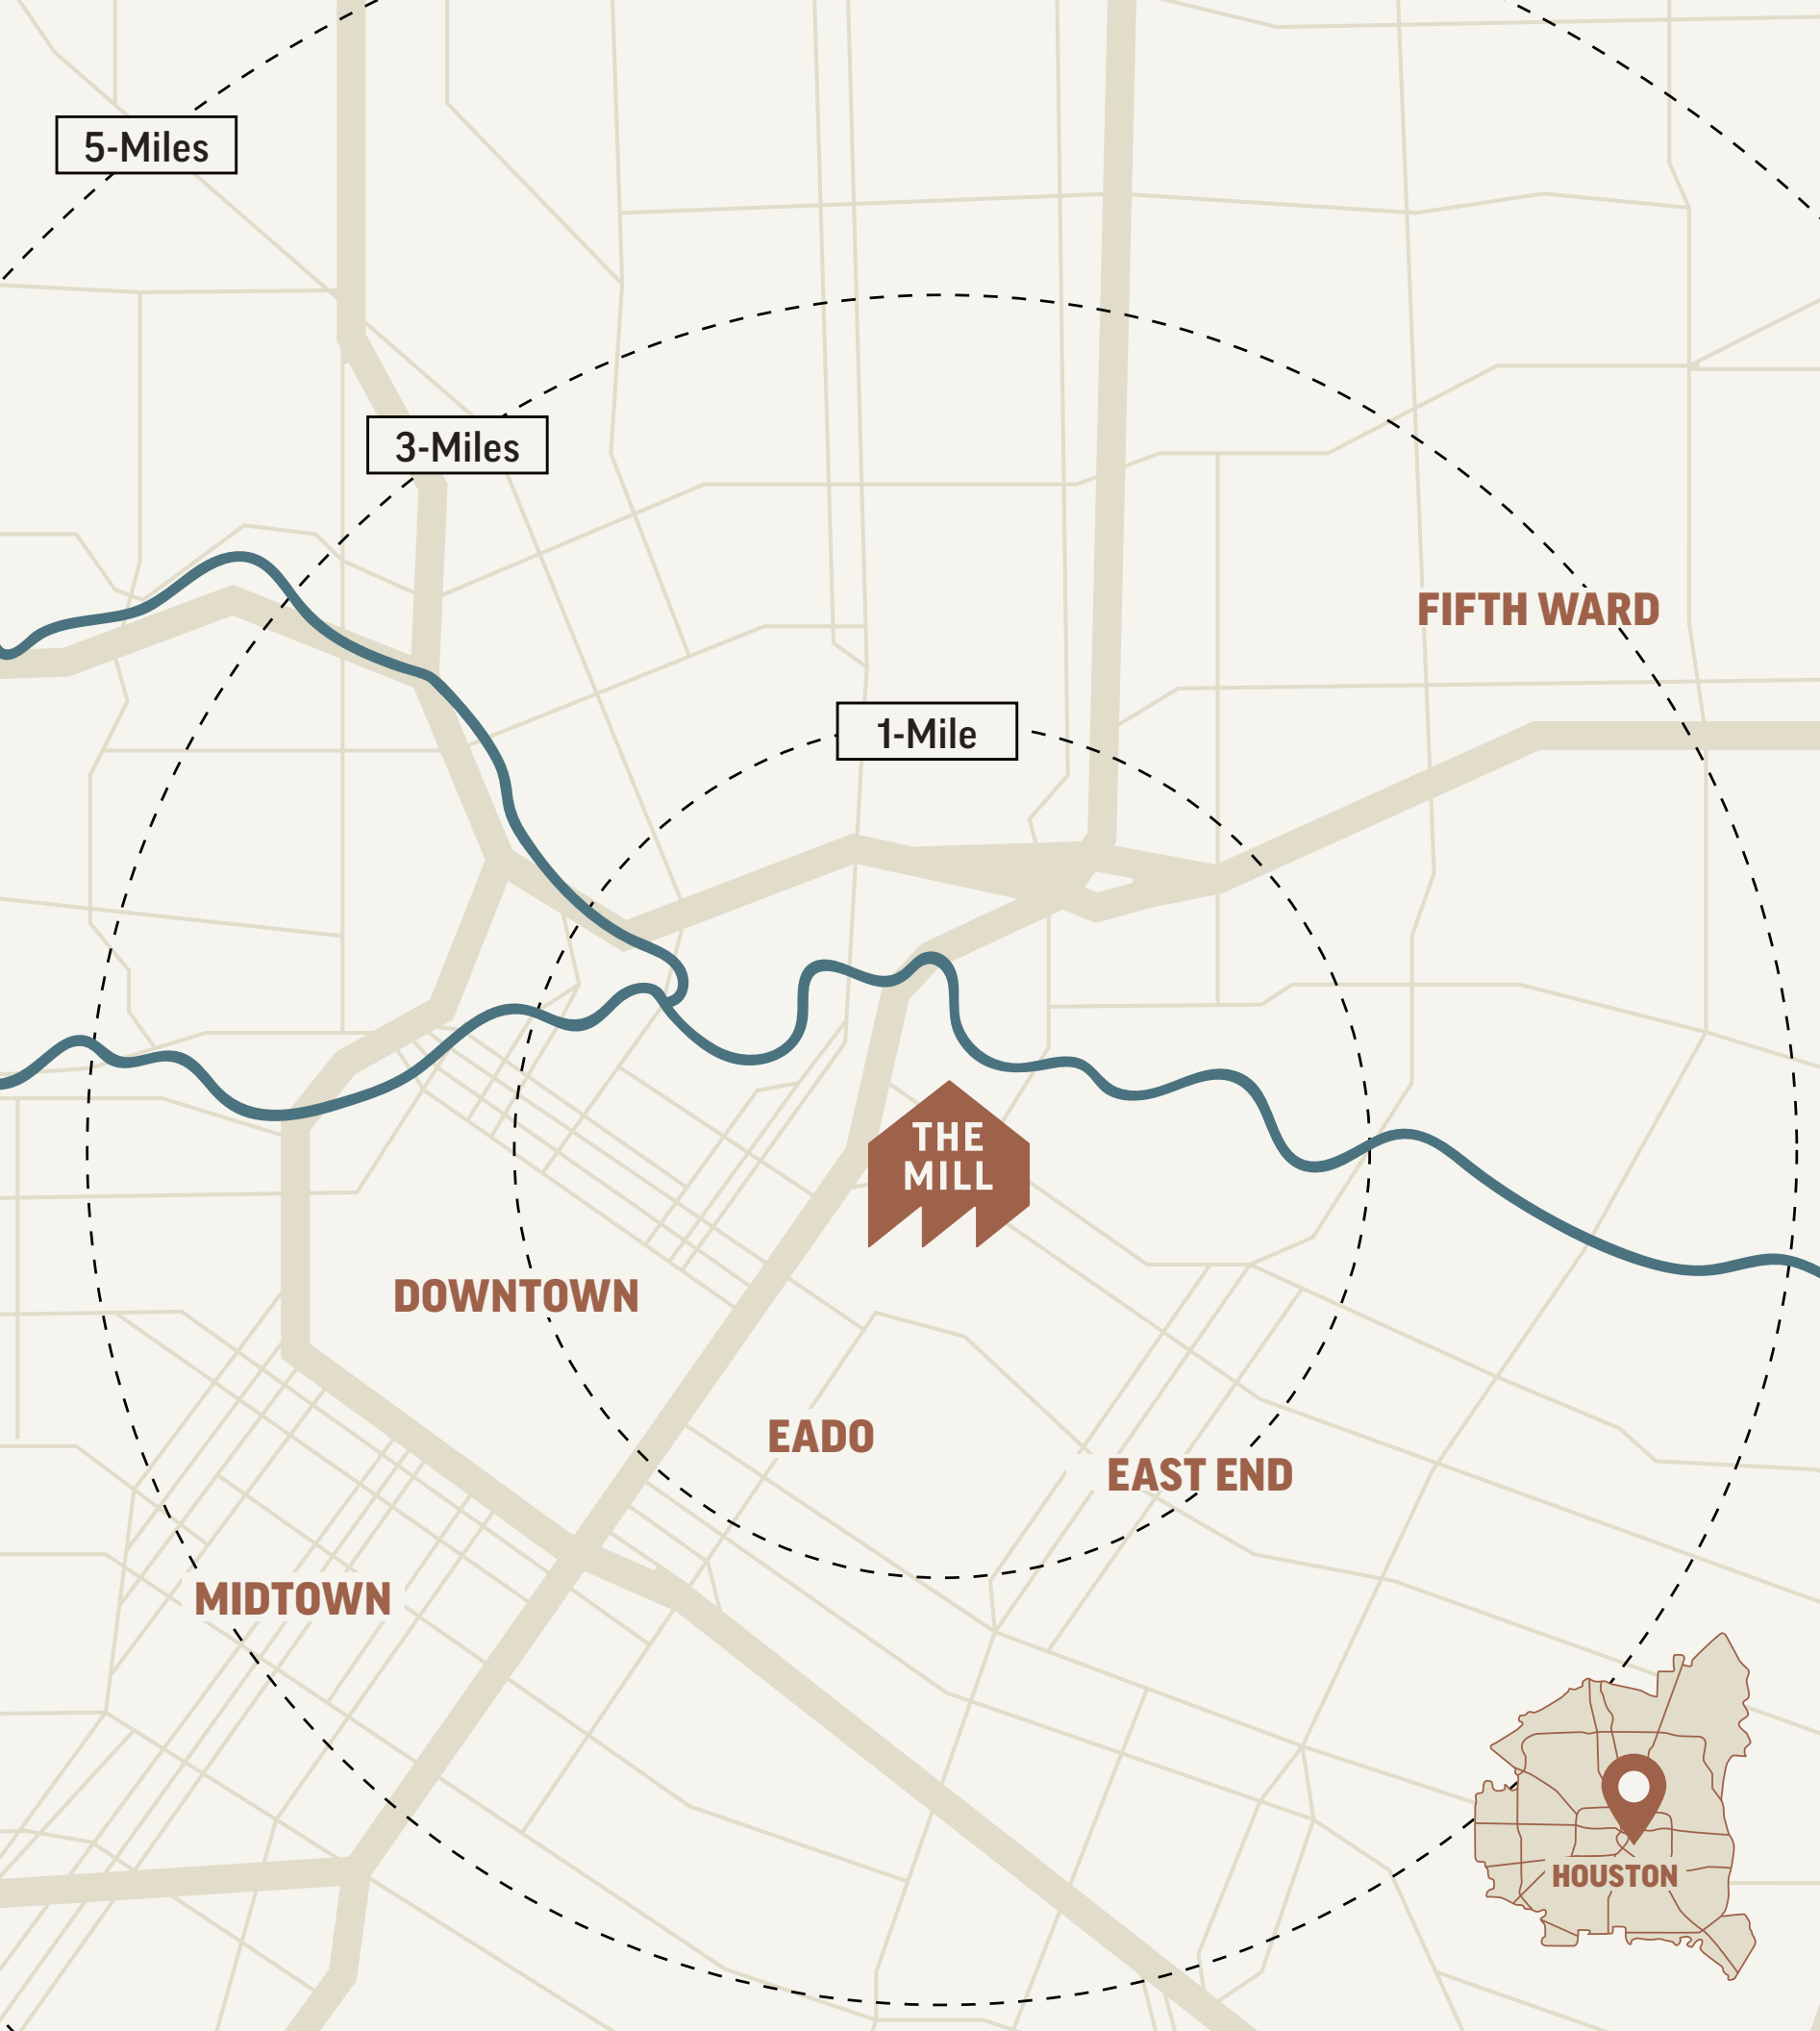 5-Miles
3-Miles
FIFTH WARD
1-Mile
THE
MILL
DOWNTOWN
EADO
EAST END
MIDTOWN
HOUSTON